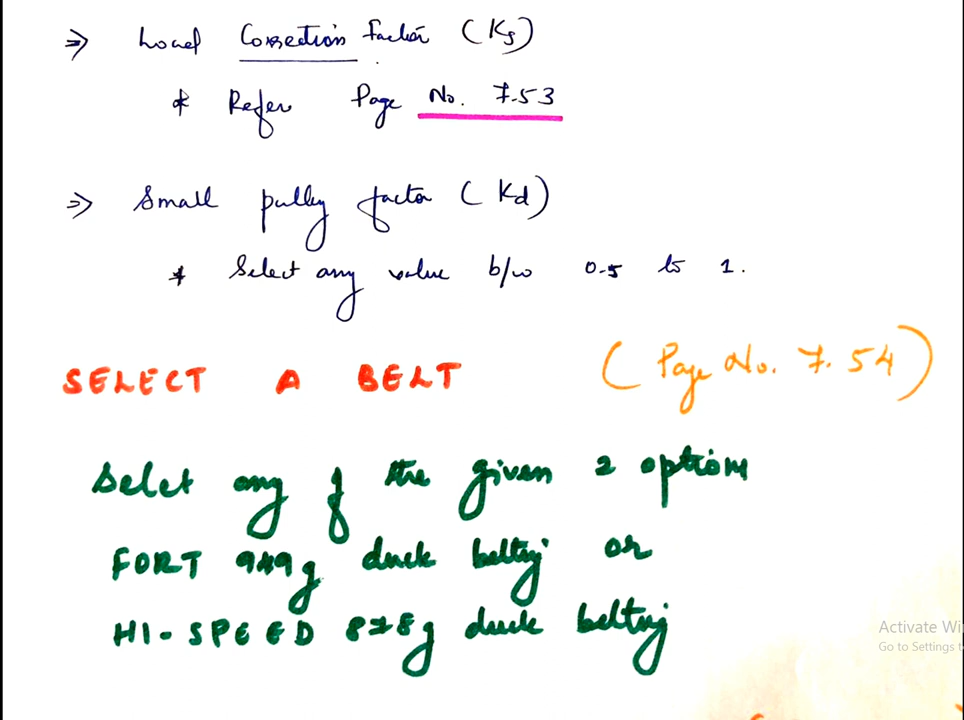 ⇒ Load Correction factor (Ks)
* Refer Page No. 7.53
⇒ Small pulley factor (Kd)
* Select any value b/w 0.5 to 1.
SELECT A BELT (Page No. 7.54)
Select any of the given 2 options
FORT 949g duck belting or
HI-SPEED 878g duck belting
Activate Wi
Go to Settings t